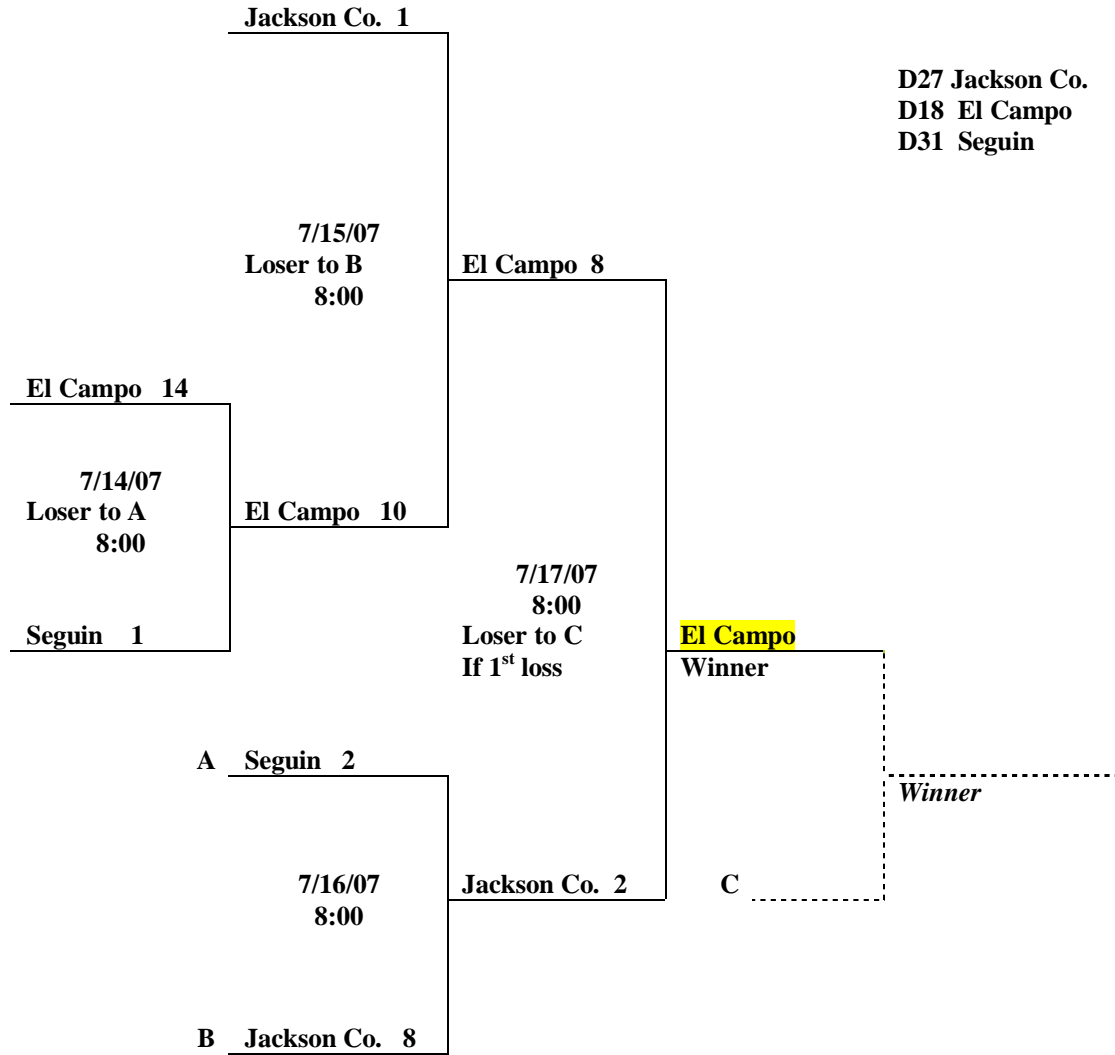 Jackson Co. 1
D27 Jackson Co.
D18 El Campo
D31 Seguin
7/15/07
Loser to B
8:00
El Campo 8
El Campo 14
7/14/07
Loser to A
8:00
El Campo 10
Seguin 1
7/17/07
8:00
Loser to C
If 1st loss
El Campo
Winner
A Seguin 2
Winner
7/16/07
8:00
Jackson Co. 2
C
B Jackson Co. 8